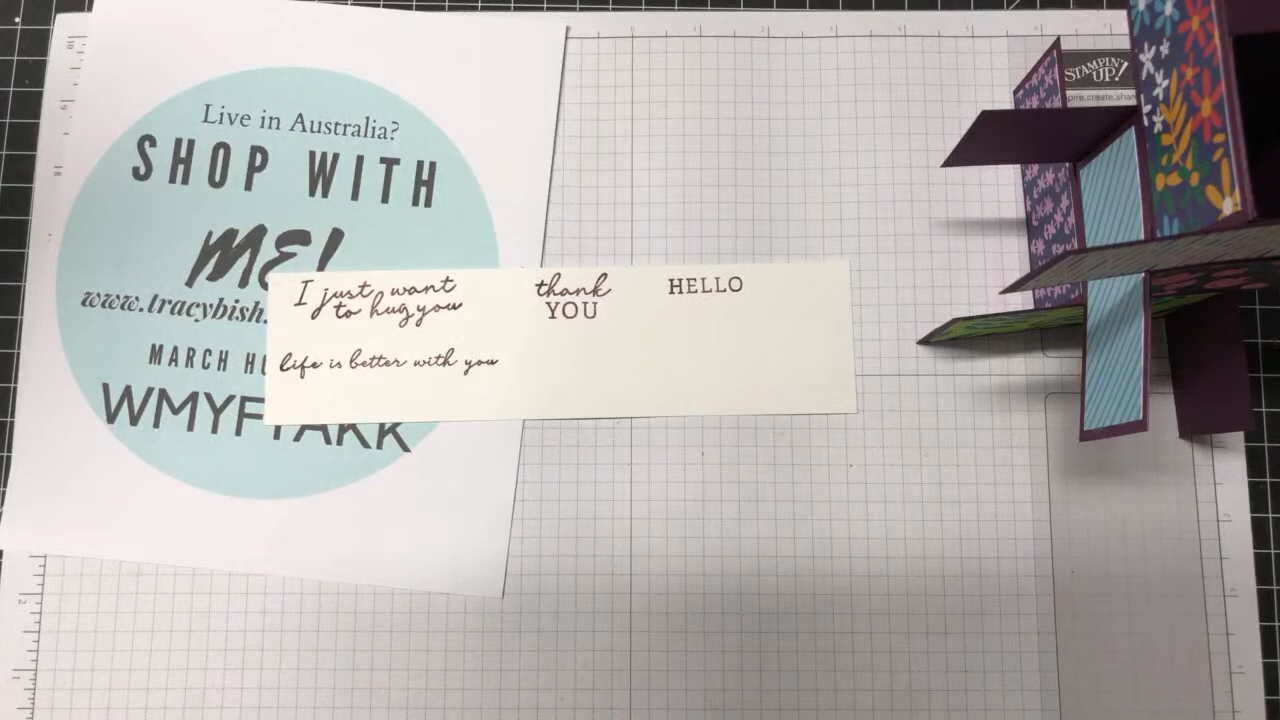 Live in Australia?
SHOP WITH
ME!
www.tracybish.
MARCH
I just want
to hug you
thank
YOU
HELLO
life is better with you
STAMPIN'
UP!